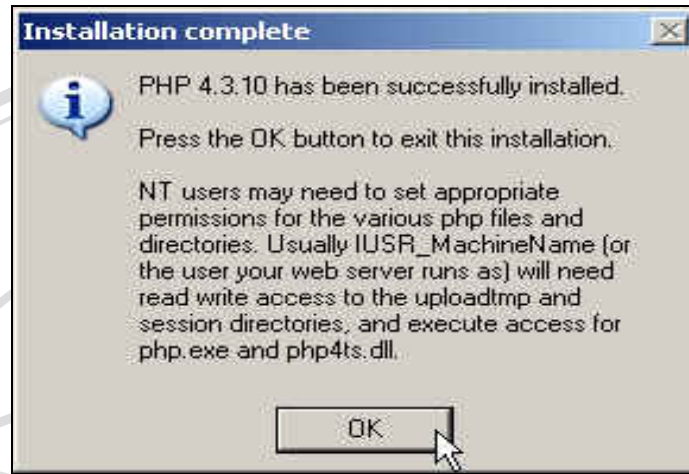 Installation complete
PHP 4.3.10 has been successfully installed.
Press the OK button to exit this installation.
NT users may need to set appropriate
permissions for the various php files and
directories. Usually IUSR_MachineName (or
the user your web server runs as) will need
read write access to the uploadtmp and
session directories, and execute access for
php.exe and php4ts.dll.
OK